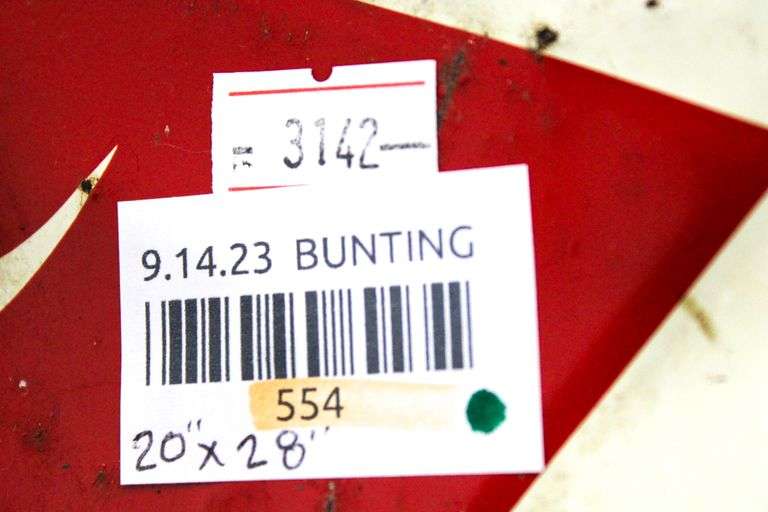 3142—
9.14.23 BUNTING
554
20" x 28"